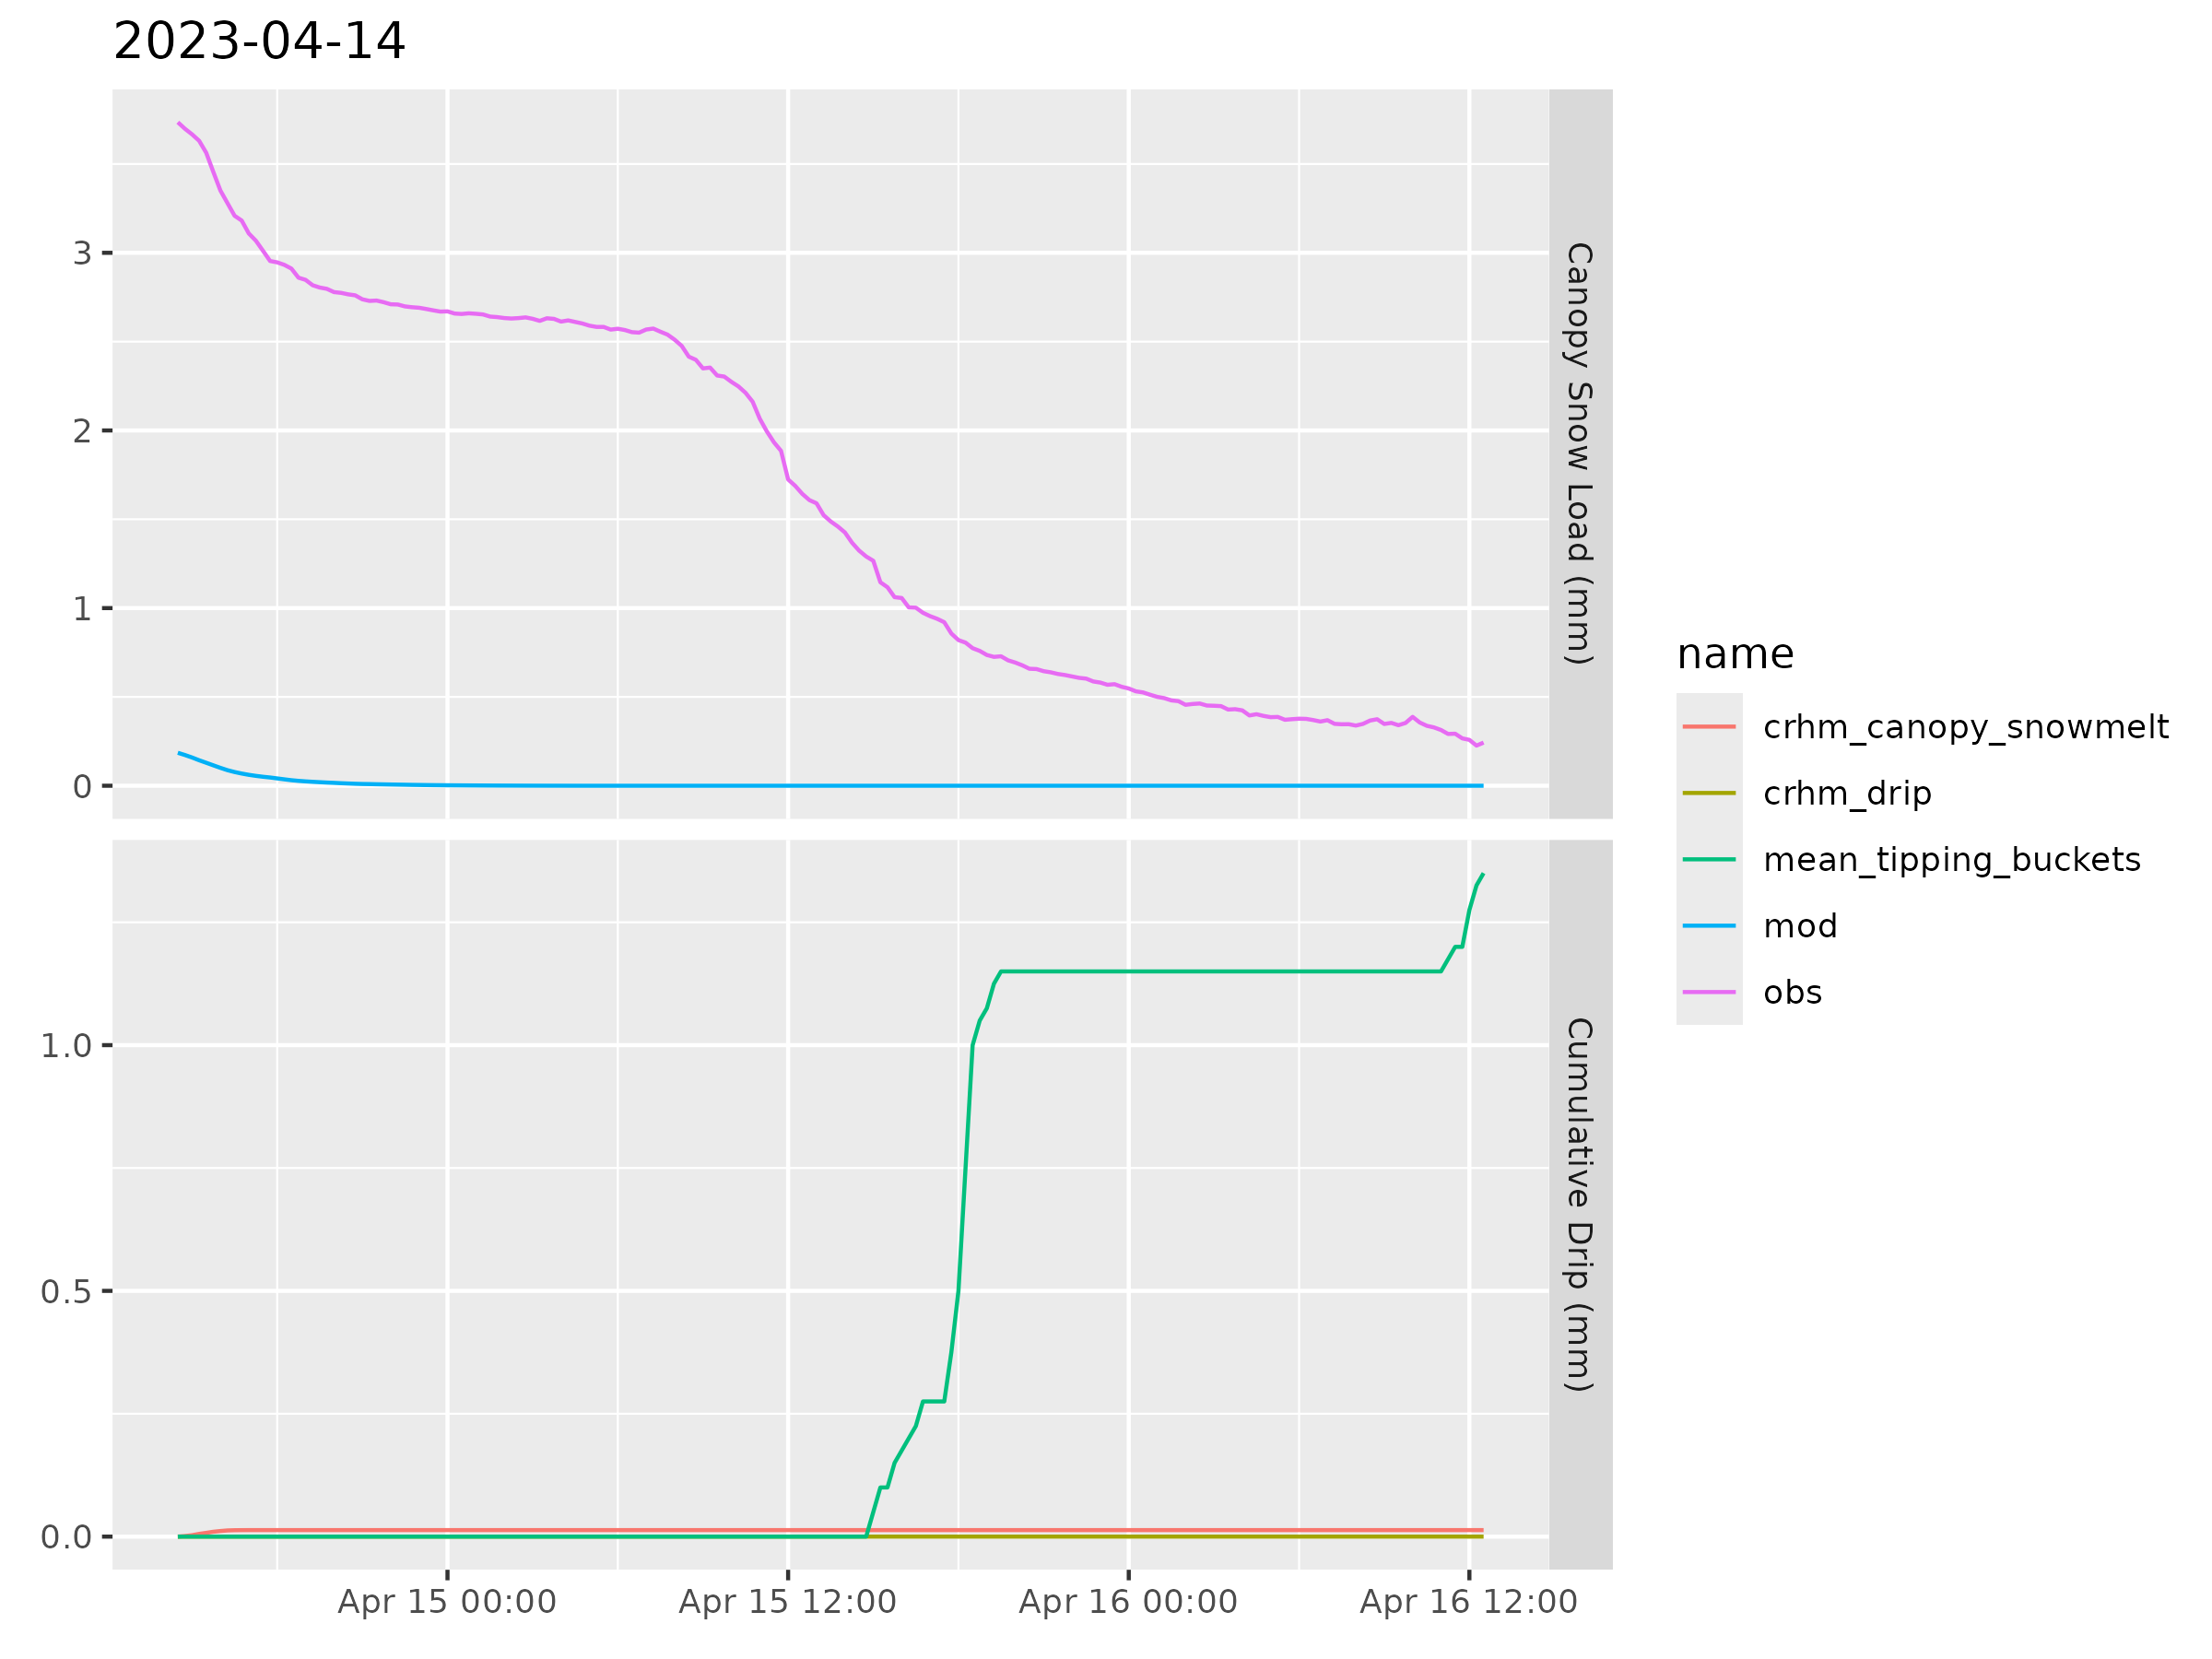 2023-04-14
3
2
1
0
Canopy Snow Load (mm)
1.0
0.5
0.0
Cumulative Drip (mm)
Apr 15 00:00
Apr 15 12:00
Apr 16 00:00
Apr 16 12:00
name
crhm_canopy_snowmelt
crhm_drip
mean_tipping_buckets
mod
obs